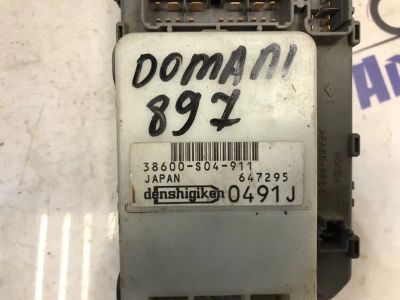 DOMANI
897
38600-S04-911
JAPAN 647295
denshigiken 0491J